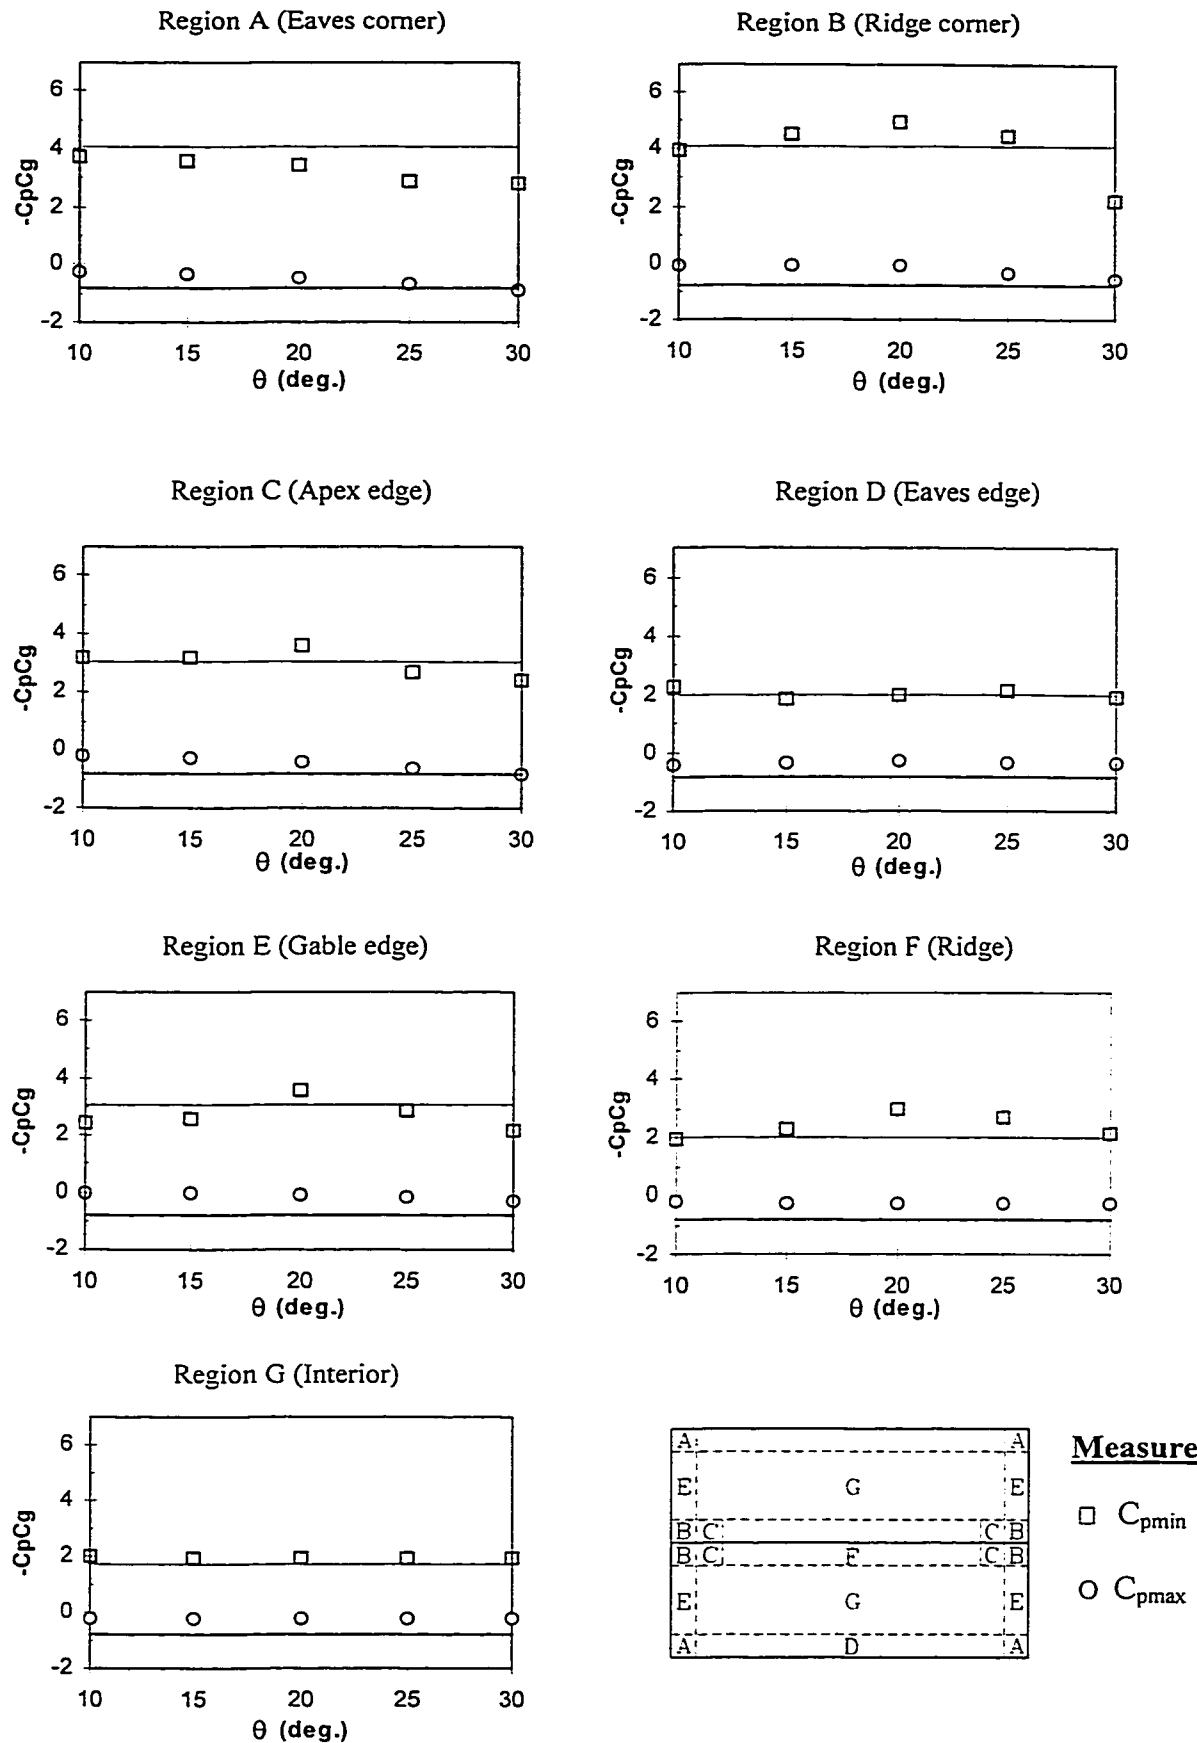 Region A (Eaves corner)
6
4
2
0
-2
-CpCg
10 15 20 25 30
θ (deg.)
Region B (Ridge corner)
6
4
2
0
-2
-CpCg
10 15 20 25 30
θ (deg.)
Region C (Apex edge)
6
4
2
0
-2
-CpCg
10 15 20 25 30
θ (deg.)
Region D (Eaves edge)
6
4
2
0
-2
-CpCg
10 15 20 25 30
θ (deg.)
Region E (Gable edge)
6
4
2
0
-2
-CpCg
10 15 20 25 30
θ (deg.)
Region F (Ridge)
6
4
2
0
-2
-CpCg
10 15 20 25 30
θ (deg.)
Region G (Interior)
6
4
2
0
-2
-CpCg
10 15 20 25 30
θ (deg.)
A A
E G E
B C C B
B C F C B
E G E
A D A
Measure
Cpmin
Cpmax